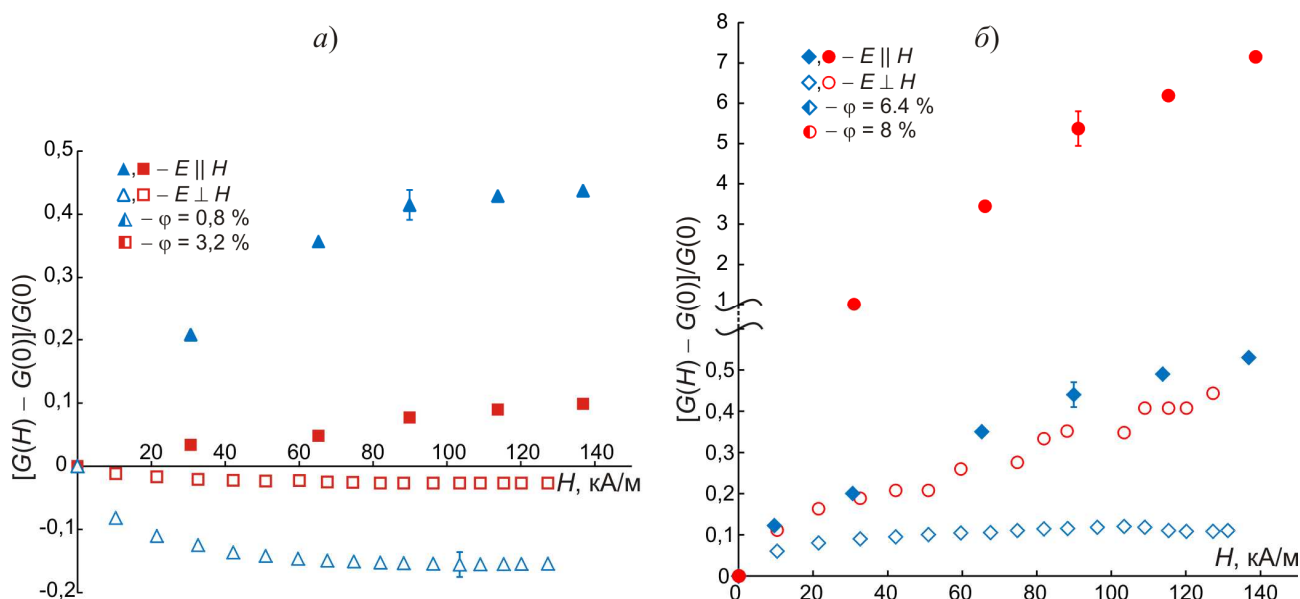 а)
[G(H) – G(0)]/G(0)
0,5
0,4
0,3
0,2
0,1
0
-0,1
-0,2
▲,■ – E || H
△,□ – E ⊥ H
– φ = 0,8 %
– φ = 3,2 %
20 40 60 80 100 120 140
H, кА/м
б)
[G(H) – G(0)]/G(0)
8
7
6
5
4
3
2
1
0,5
0,4
0,3
0,2
0,1
0
◆,● – E || H
◇,○ – E ⊥ H
– φ = 6.4 %
– φ = 8 %
H, кА/м
0 20 40 60 80 100 120 140